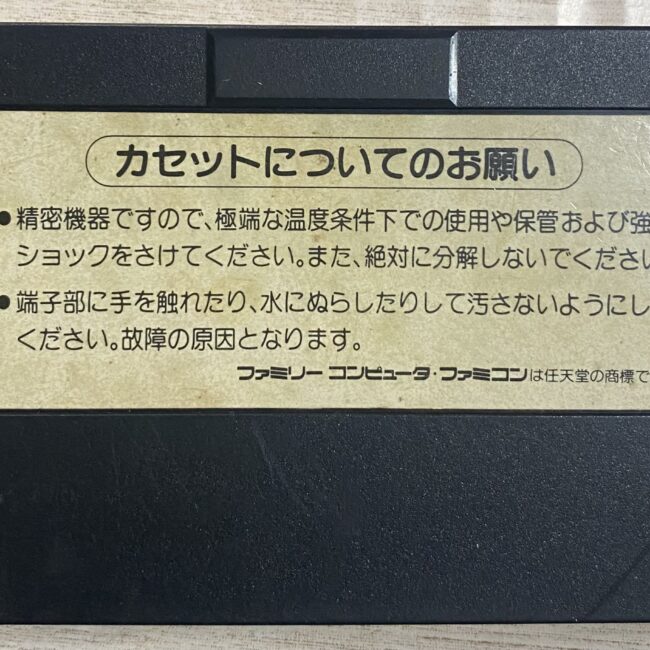 カセットについてのお願い
●精密機器ですので、極端な温度条件下での使用や保管および強
ショックをさけてください。また、絶対に分解しないでくださ
●端子部に手を触れたり、水にぬらしたりして汚さないようにし
ください。故障の原因となります。
ファミリー コンピュータ・ファミコンは任天堂の商標で